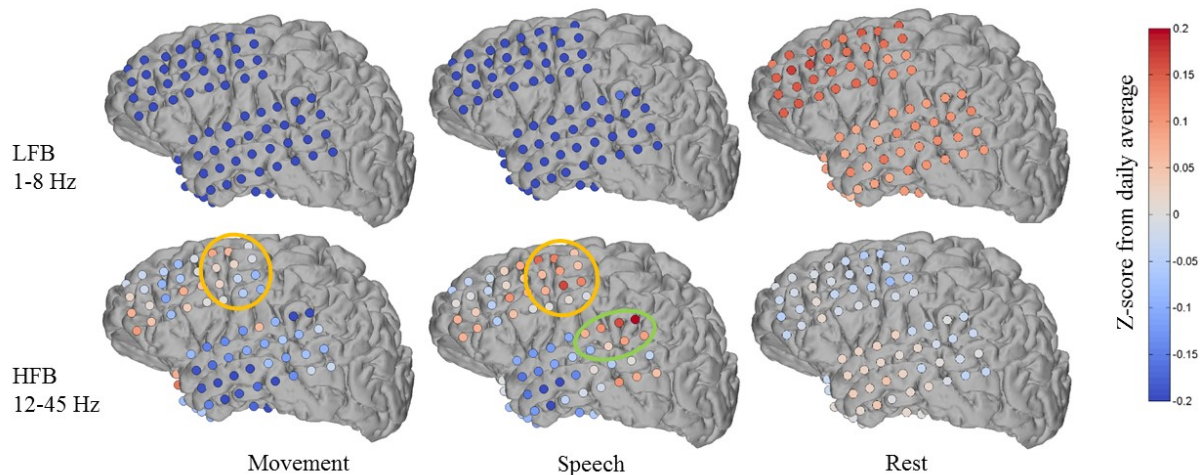 LFB
1-8 Hz
HFB
12-45 Hz
Movement
Speech
Rest
0.2
0.15
0.1
0.05
0
-0.05
-0.1
-0.15
-0.2
Z-score from daily average